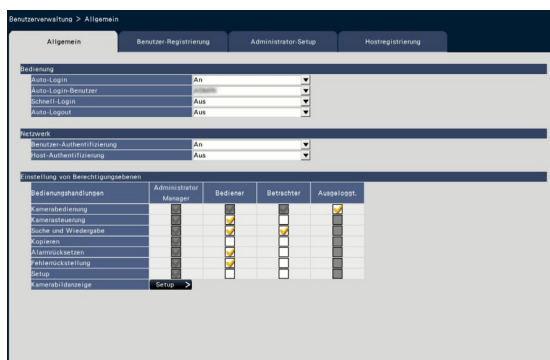 Benutzerverwaltung > Allgemein
Allgemein Benutzer-Registrierung Administrator-Setup Hostregistrierung
Bedienung
Auto-Login An
Auto-Login-Benutzer
Schnell-Login Aus
Auto-Logout Aus
Netzwerk
Benutzer-Authentifizierung An
Host-Authentifizierung Aus
Einstellung von Berechtigungsebenen
Bedienungshandlungen Administrator Manager Bediener Betrachter Ausgeloggt.
Kamerabedienung
Kamerasteuerung
Suche und Wiedergabe
Kopieren
Alarmrücksetzen
Fehlerrückstellung
Setup
Kamerabildanzeige Setup >